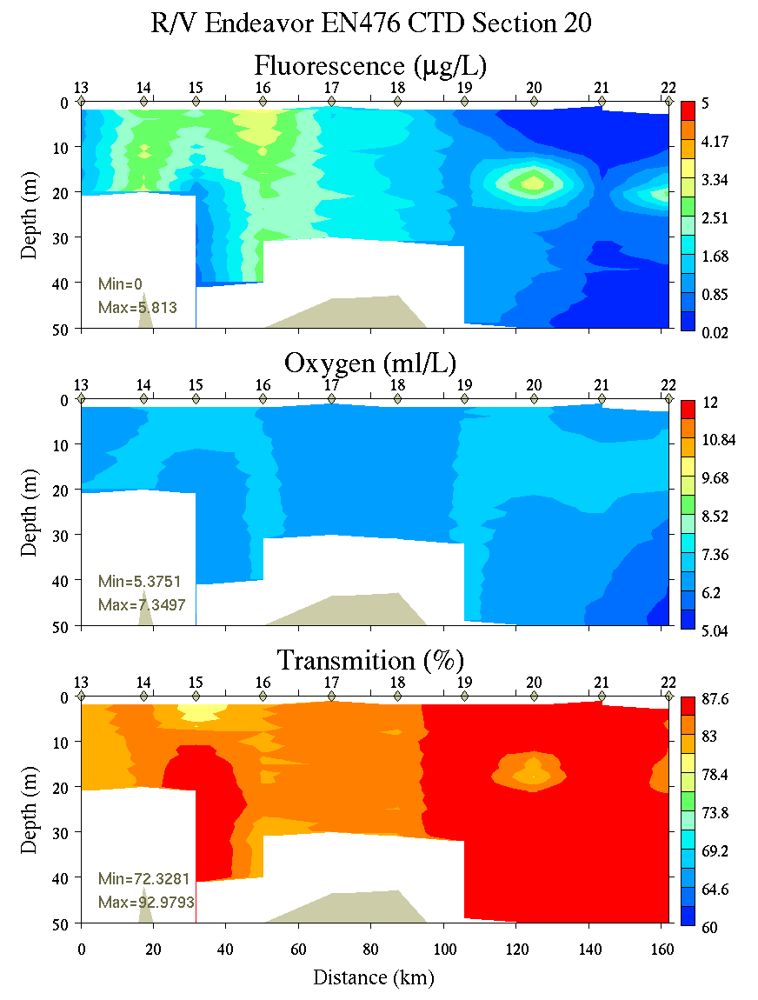 R/V Endeavor EN476 CTD Section 20
Fluorescence (μg/L)
13 14 15 16 17 18 19 20 21 22
0
10
20
30
40
50
Depth (m)
Min=0
Max=5.813
5
4.17
3.34
2.51
1.68
0.85
0.02
Oxygen (ml/L)
13 14 15 16 17 18 19 20 21 22
0
10
20
30
40
50
Depth (m)
Min=5.3751
Max=7.3497
12
10.84
9.68
8.52
7.36
6.2
5.04
Transmition (%)
13 14 15 16 17 18 19 20 21 22
0
10
20
30
40
50
Depth (m)
Min=72.3281
Max=92.9793
87.6
83
78.4
73.8
69.2
64.6
60
0 20 40 60 80 100 120 140 160
Distance (km)